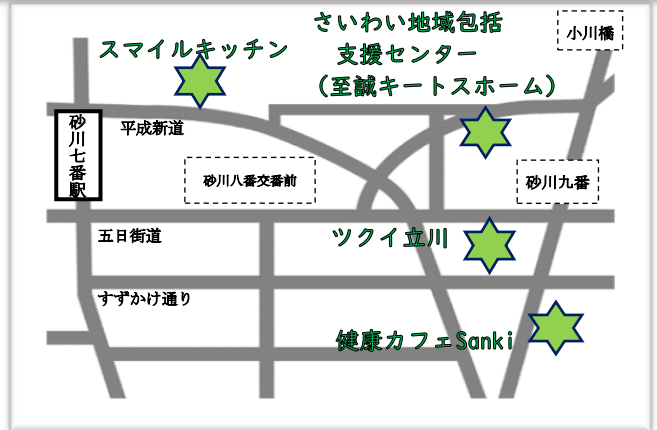 さいわい地域包括
支援センター
（至誠キートスホーム）
小川橋
スマイルキッチン
砂川七番駅
平成新道
砂川八番交番前
砂川九番
五日街道
ツクイ立川
すずかけ通り
健康カフェSanki